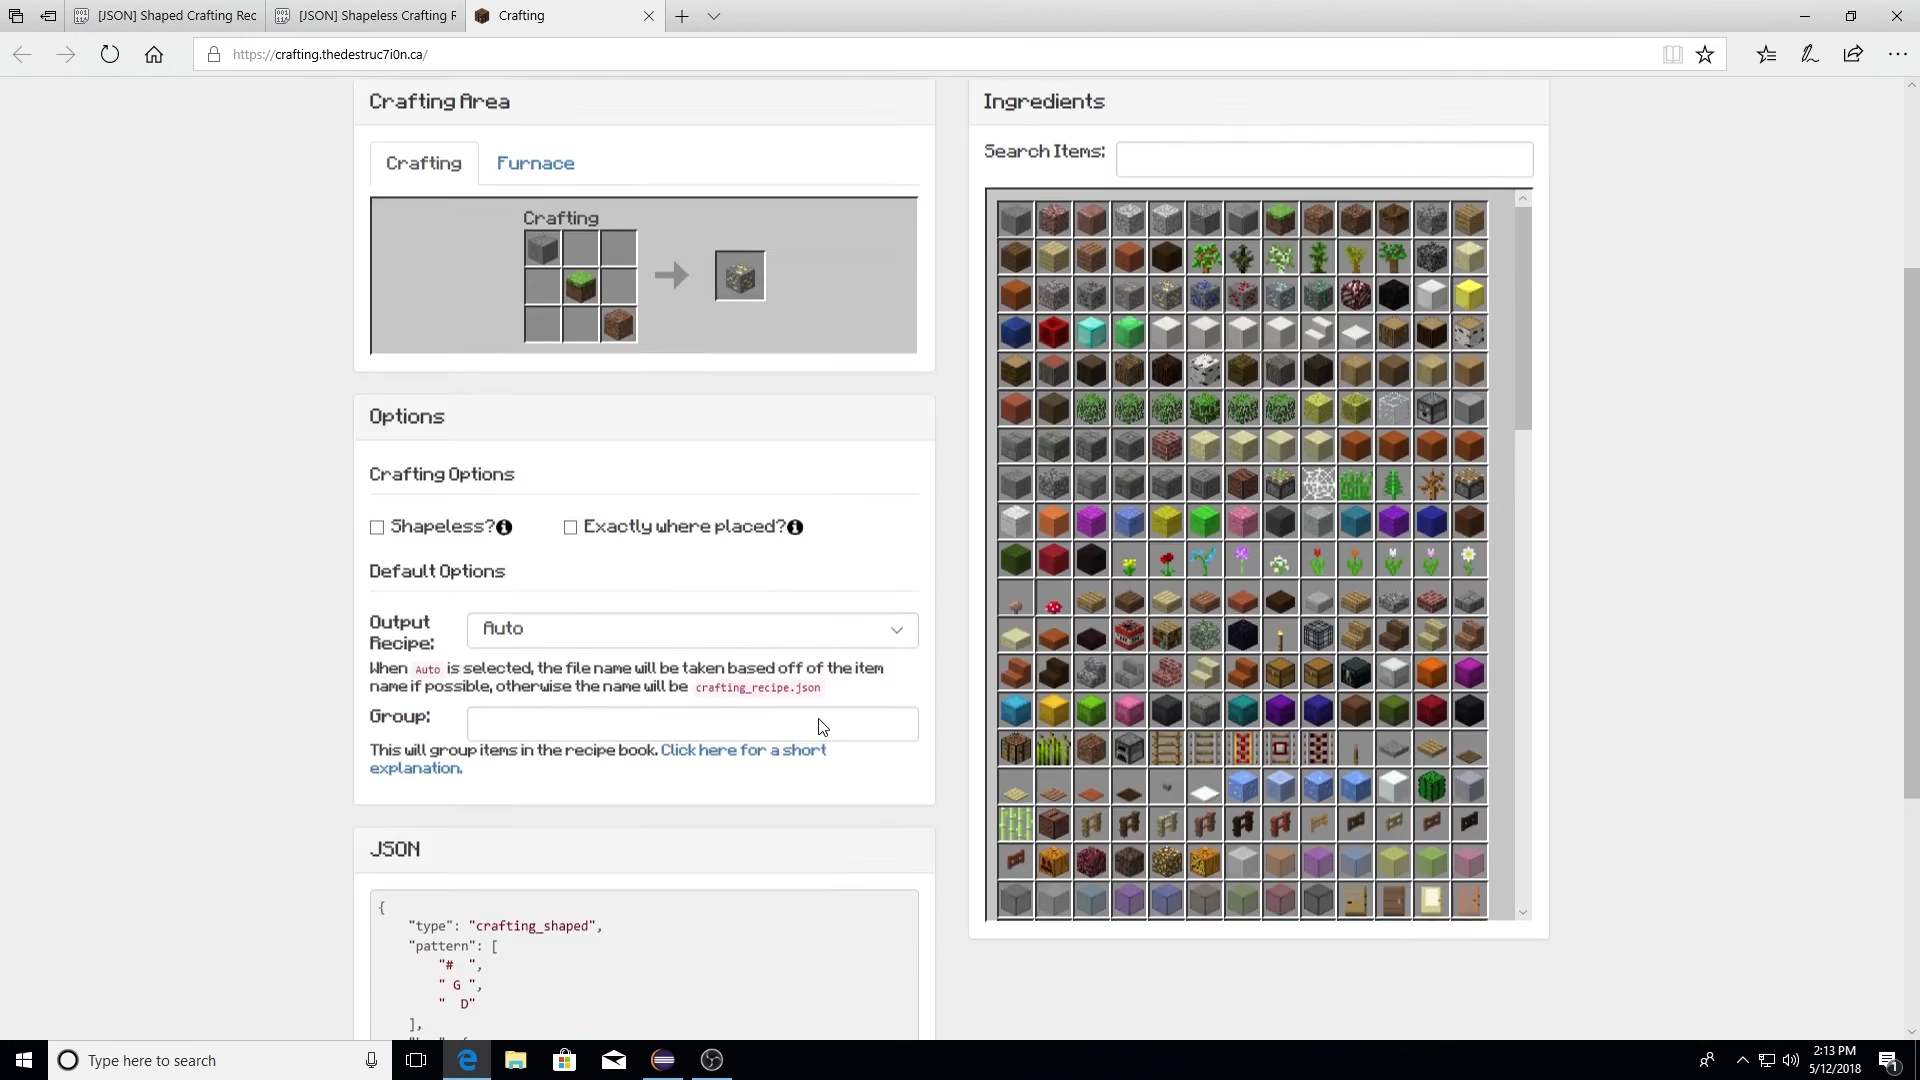 [JSON] Shaped Crafting Rec
[JSON] Shapeless Crafting R
Crafting
https://crafting.thedestruc7i0n.ca/
Crafting Area
Crafting
Furnace
Crafting
Options
Crafting Options
Shapeless?
Exactly where placed?
Default Options
Output
Recipe:
Auto
When Auto is selected, the file name will be taken based off of the item
name if possible, otherwise the name will be crafting_recipe.json
Group:
This will group items in the recipe book. Click here for a short
explanation.
JSON
{
"type": "crafting_shaped",
"pattern": [
"#  ",
" G ",
"  D"
],
Ingredients
Search Items:
Type here to search
2:13 PM
5/12/2018
1